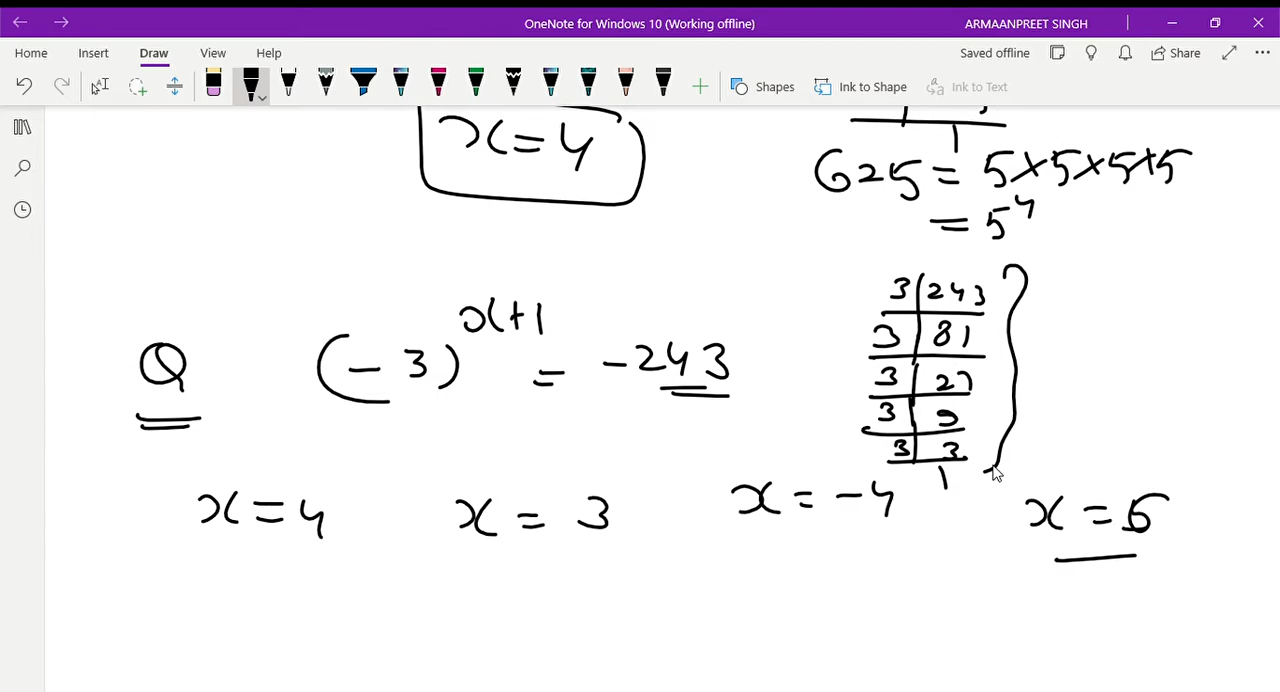 OneNote for Windows 10 (Working offline)
ARMAANPREET SINGH
Home Insert Draw View Help
Saved offline
Share
Shapes
Ink to Shape
Ink to Text
x=4
1
625 = 5×5×5×5
= 5^4
Q (-3)^x+1 = -243
3 | 243
3 | 81
3 | 27
3 | 9
3 | 3
1
x=4 x = 3 x = -4 x =